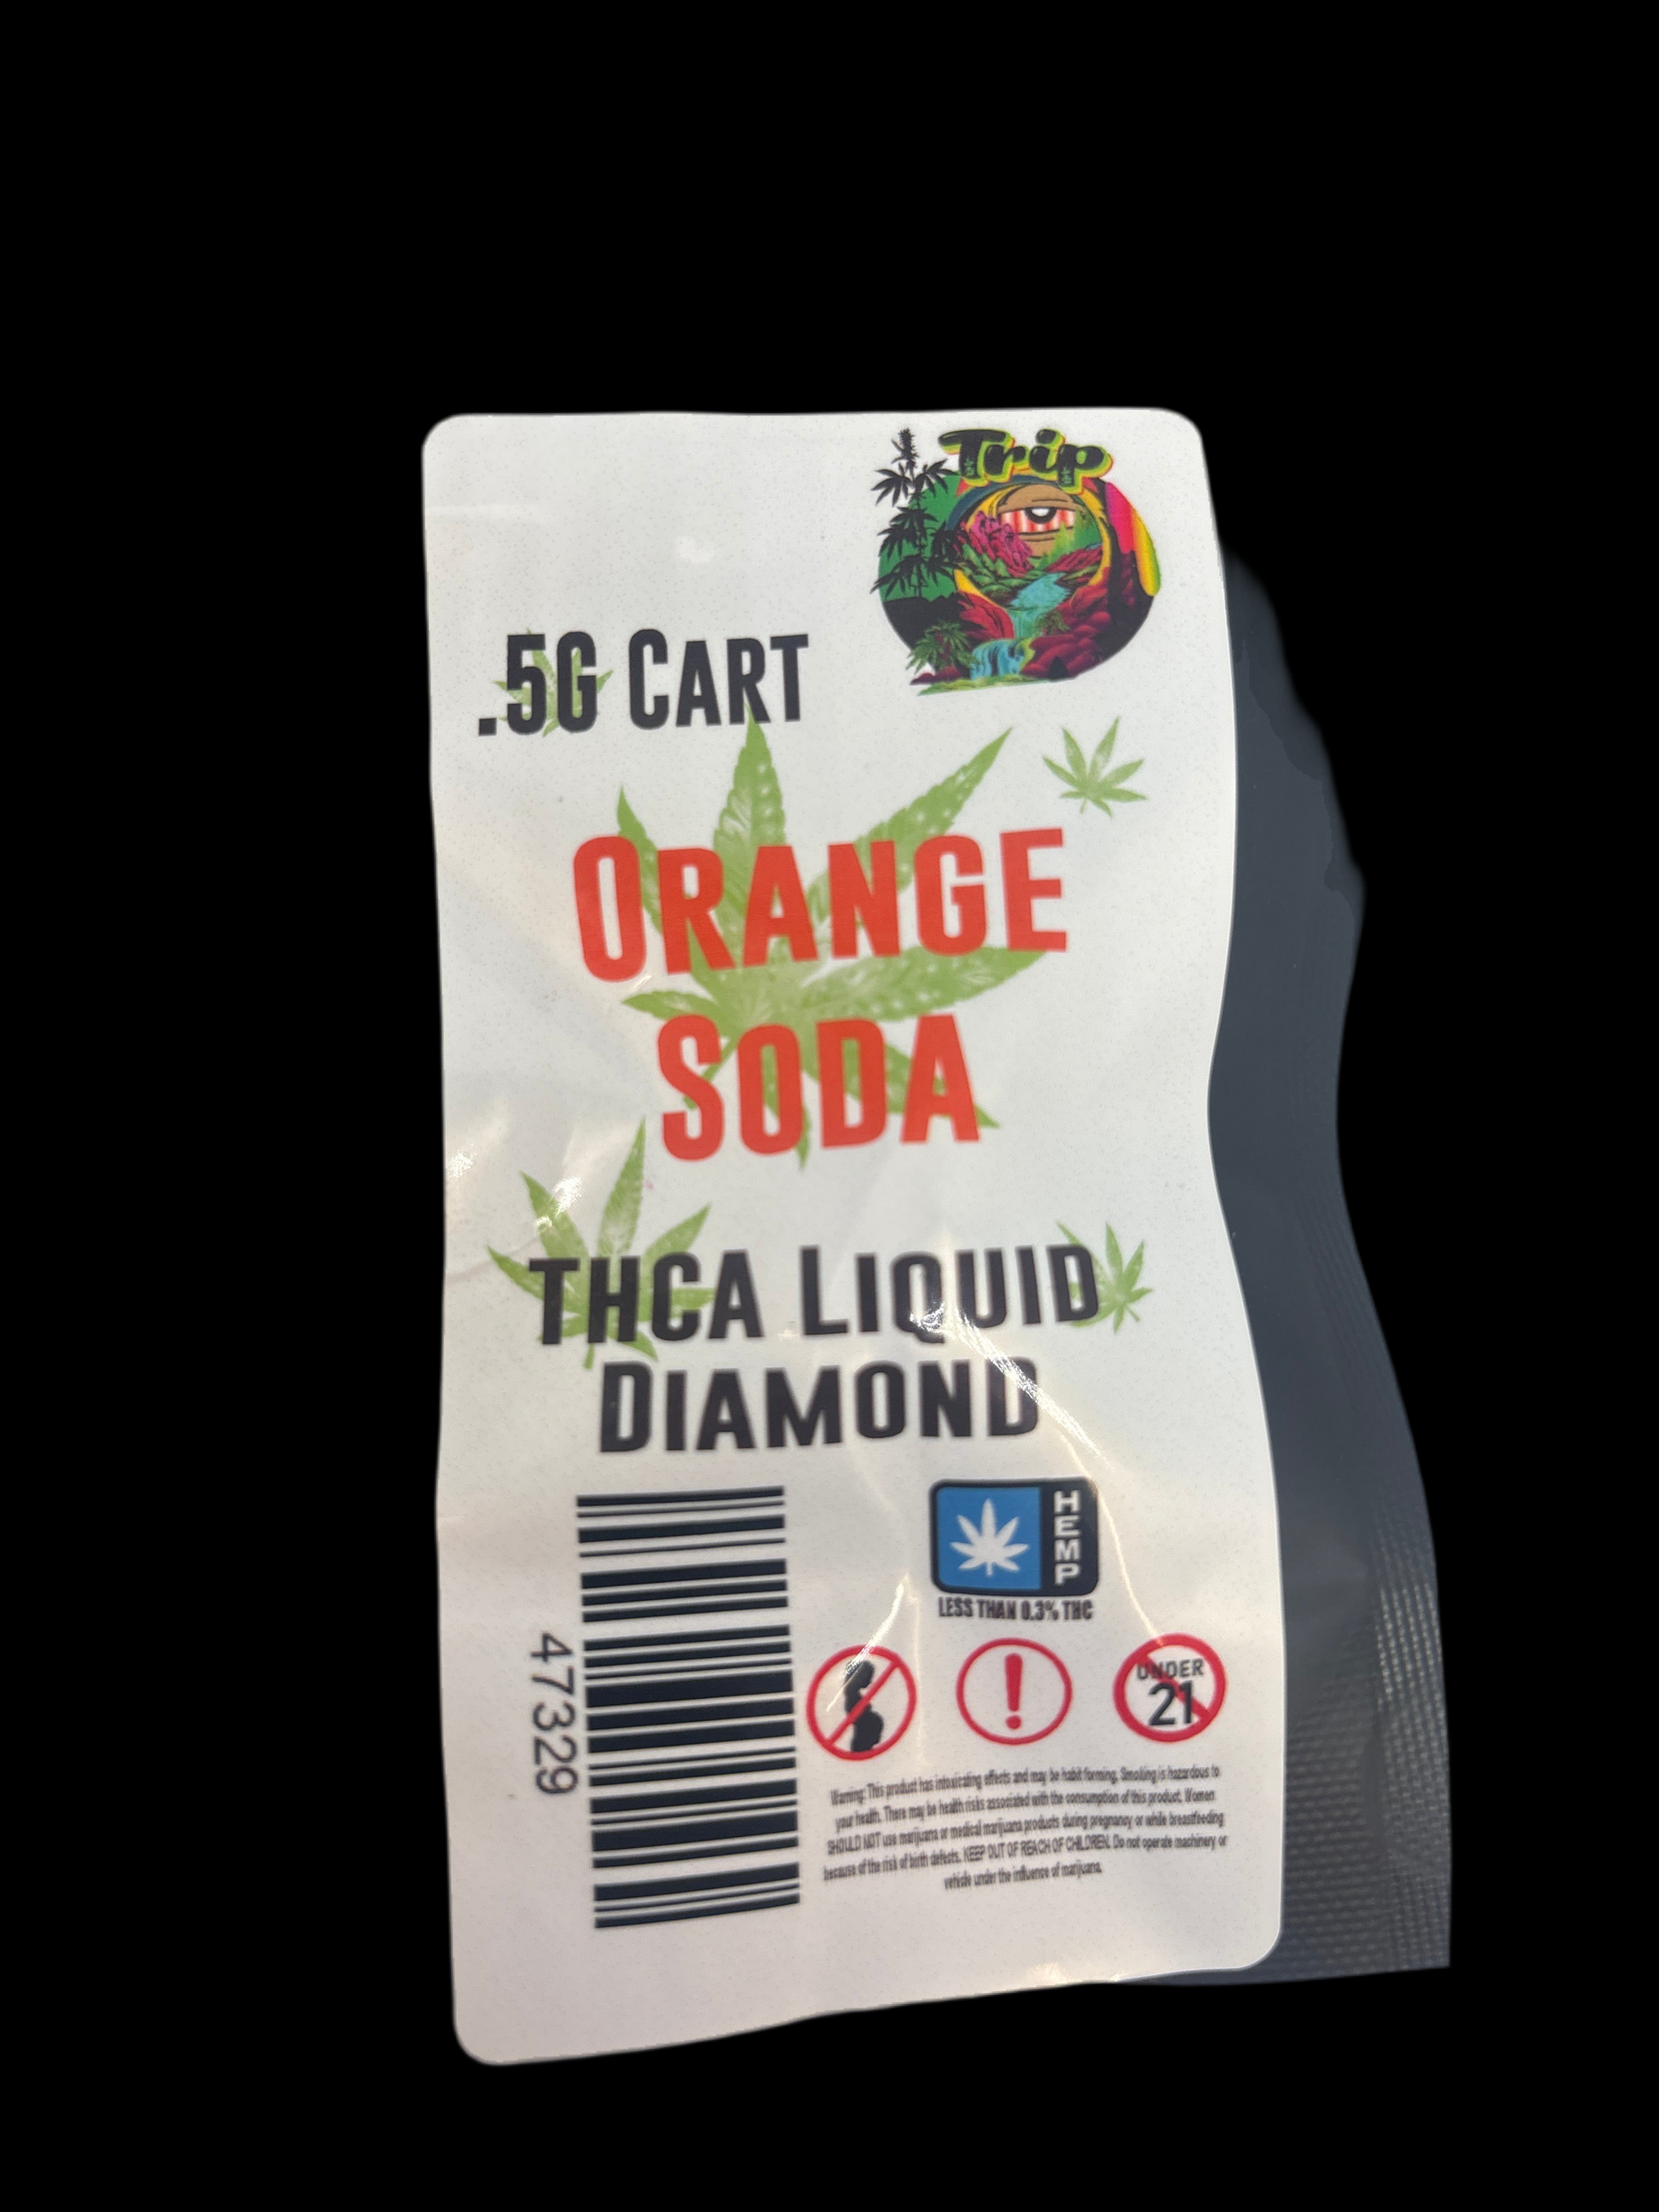 Trip
.5G CART
ORANGE
SODA
THCA LIQUID
DIAMOND
HEMP
LESS THAN 0.3% THC
UNDER
21
47329
Warning: This product has intoxicating effects and may be habit forming. Smoking is hazardous to
your health. There may be health risks associated with the consumption of this product. Women
SHOULD NOT use marijuana or medical marijuana products during pregnancy or while breastfeeding
because of the risk of birth defects. KEEP OUT OF REACH OF CHILDREN. Do not operate machinery or
vehicle under the influence of marijuana.